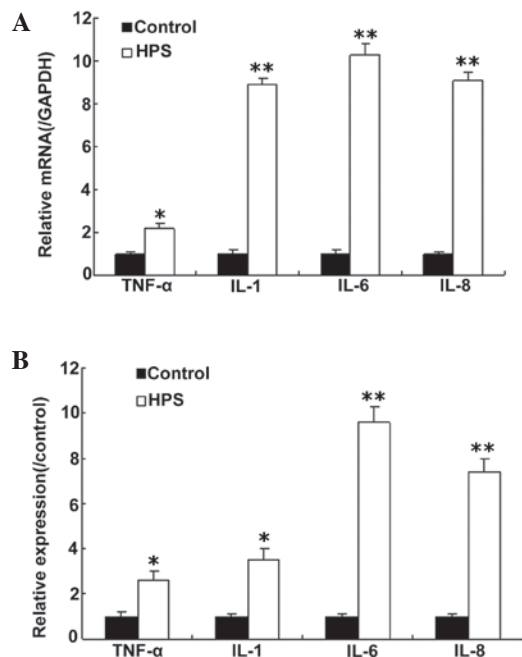 A
Control
HPS
Relative mRNA(/GAPDH)
12
10
8
6
4
2
0
*
**
**
**
TNF-α IL-1 IL-6 IL-8
B
Control
HPS
Relative expression(/control)
12
10
8
6
4
2
0
*
*
**
**
TNF-α IL-1 IL-6 IL-8